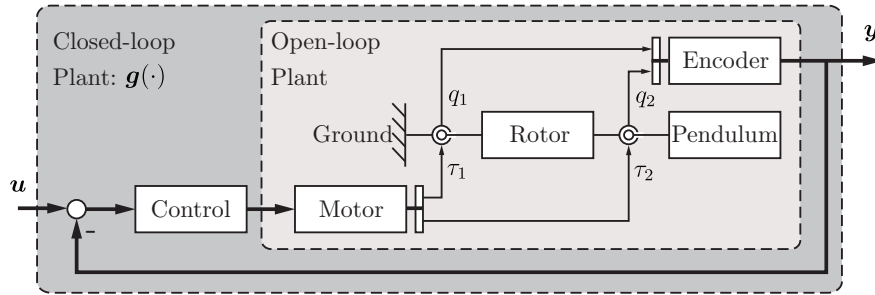 Closed-loop
Plant: g(·)
Open-loop
Plant
Encoder
y
q1
q2
Ground
Rotor
Pendulum
τ1
τ2
u
Control
Motor
-